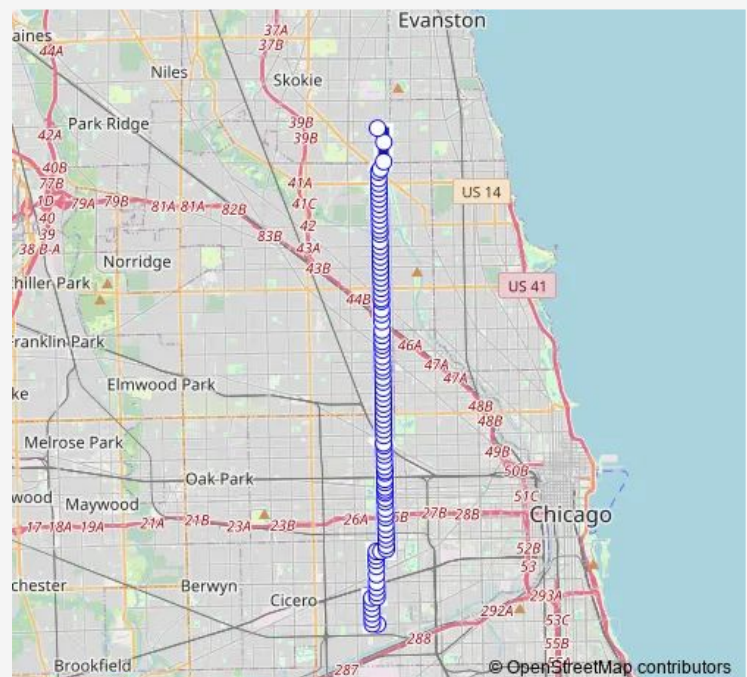 Evanston
aines
37A
37B
44A
Niles
Skokie
39B
39B
Park Ridge
42A
40B
77B
1D
40
39
38 B-A
79A
79B
81A
81A
82B
83B
41A
41C
42
43A
43B
44B
US 14
Norridge
US 41
hiller Park
ranklin Park
46A
47A
47A
Elmwood Park
ke
48B
48B
49B
50B
51C
Melrose Park
Oak Park
wood
Maywood
17
18A
19A
21A
21B
23A
23B
26A
6B
27B
28B
Chicago
52B
53
chester
Berwyn
Cicero
292A
293A
53C
55B
288
287
Brookfield
© OpenStreetMap contributors